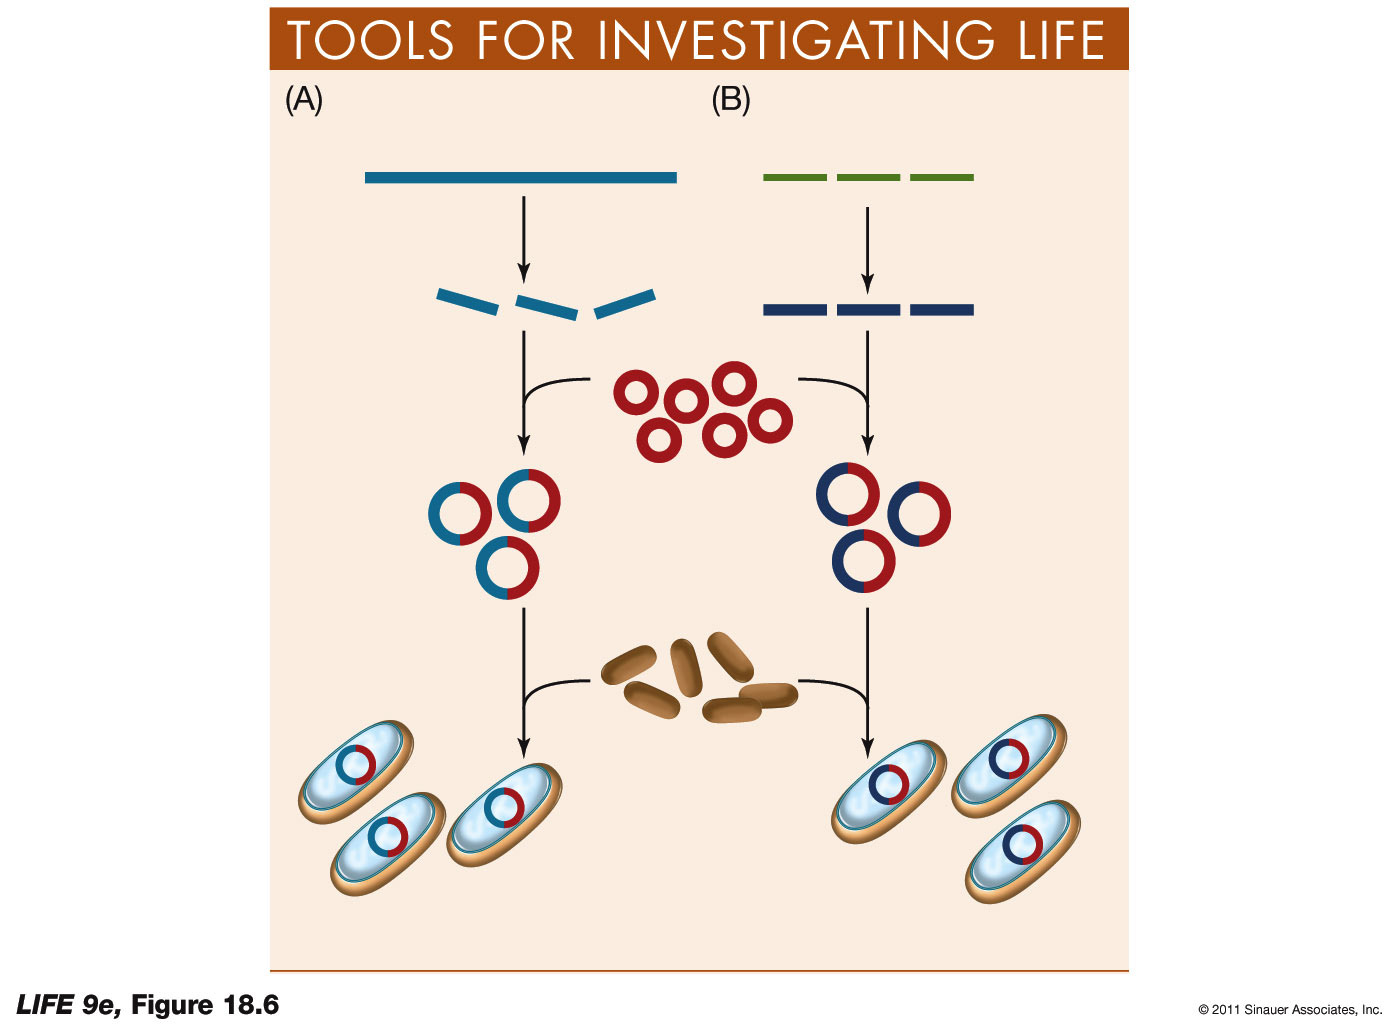 TOOLS FOR INVESTIGATING LIFE
(A) (B)
LIFE 9e, Figure 18.6
© 2011 Sinauer Associates, Inc.